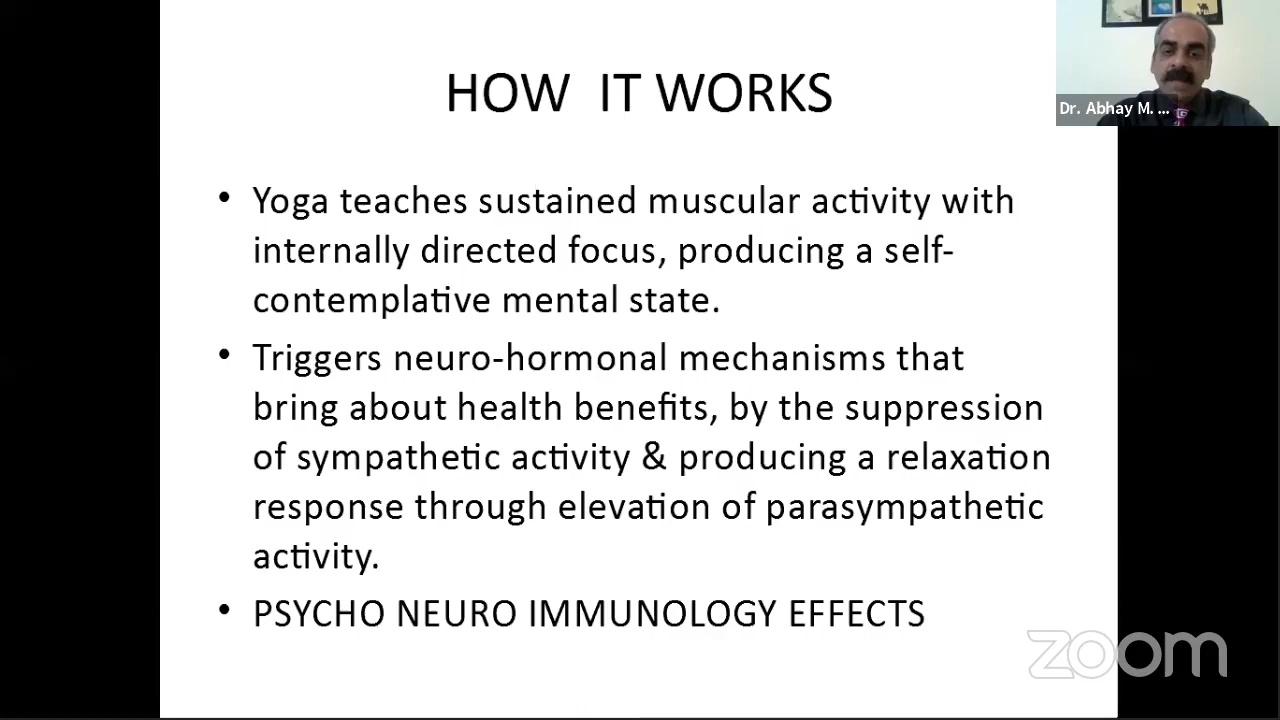 HOW IT WORKS
Dr. Abhay M. ...
• Yoga teaches sustained muscular activity with
internally directed focus, producing a self-
contemplative mental state.
• Triggers neuro-hormonal mechanisms that
bring about health benefits, by the suppression
of sympathetic activity & producing a relaxation
response through elevation of parasympathetic
activity.
• PSYCHO NEURO IMMUNOLOGY EFFECTS
zoom